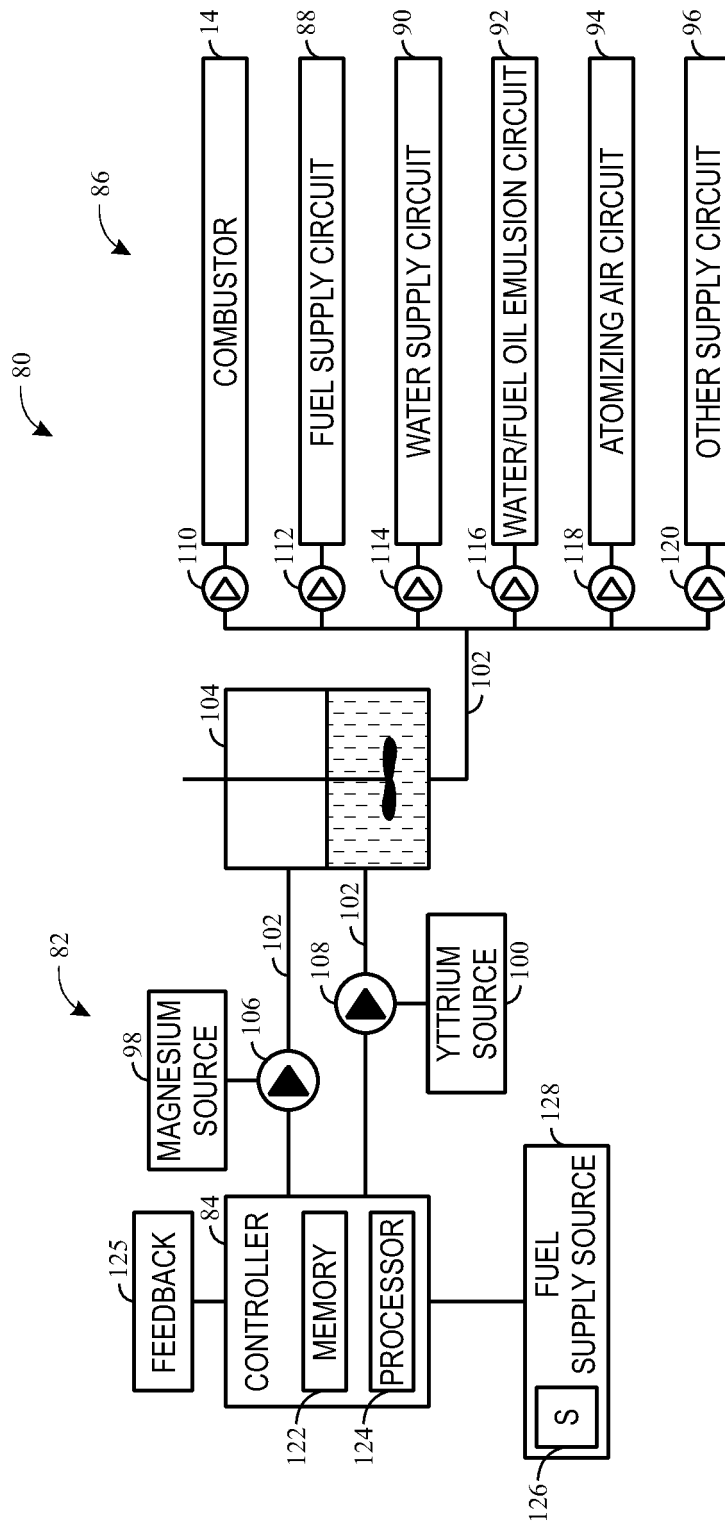 80
82
86
125
FEEDBACK
84
CONTROLLER
122
MEMORY
124
PROCESSOR
126
S
FUEL
SUPPLY SOURCE
128
98
MAGNESIUM
SOURCE
106
102
108
102
YTTRIUM
SOURCE
100
104
102
110
COMBUSTOR
14
112
FUEL SUPPLY CIRCUIT
88
114
WATER SUPPLY CIRCUIT
90
116
WATER/FUEL OIL EMULSION CIRCUIT
92
118
ATOMIZING AIR CIRCUIT
94
120
OTHER SUPPLY CIRCUIT
96